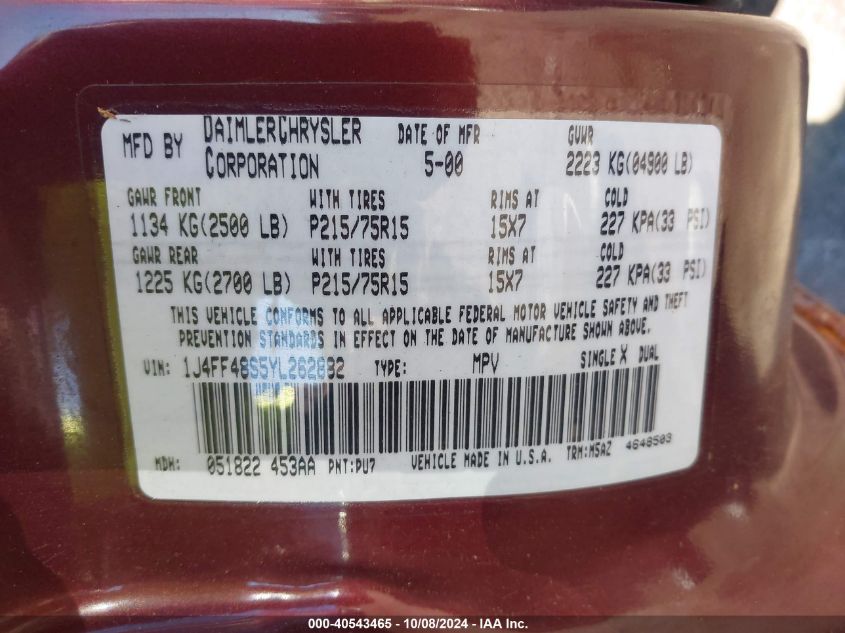 MFD BY DAIMLERCHRYSLER CORPORATION DATE OF MFR 5-00 GVWR 2223 KG(04900 LB)
GAWR FRONT WITH TIRES RIMS AT COLD
1134 KG(2500 LB) P215/75R15 15X7 227 KPA(33 PSI)
GAWR REAR WITH TIRES RIMS AT COLD
1225 KG(2700 LB) P215/75R15 15X7 227 KPA(33 PSI)
THIS VEHICLE CONFORMS TO ALL APPLICABLE FEDERAL MOTOR VEHICLE SAFETY AND THEFT
PREVENTION STANDARDS IN EFFECT ON THE DATE OF MANUFACTURE SHOWN ABOVE.
VIN: 1J4FF48S5YL262832 TYPE: MPV SINGLE X DUAL
MDH: 051822 453AA PNT:PU7 VEHICLE MADE IN U.S.A. TRM:M5AZ 4648503
000-40543465 - 10/08/2024 - IAA Inc.